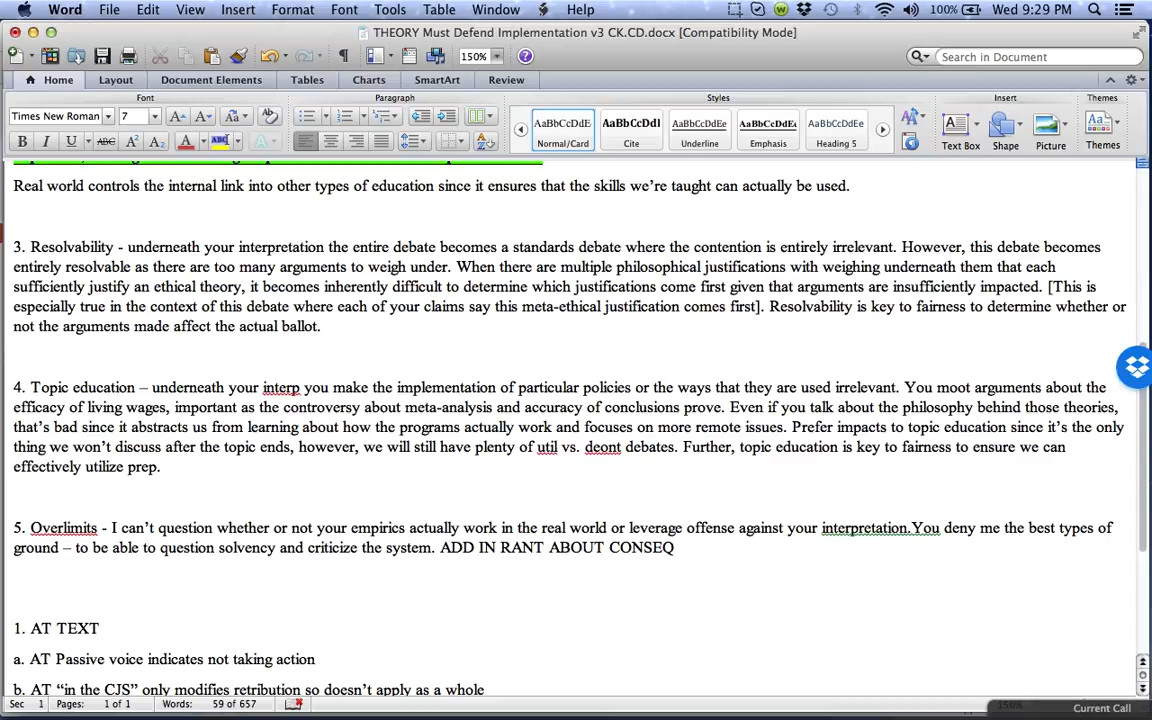 Word File Edit View Insert Format Font Tools Table Window Help 100% Wed 9:29 PM
THEORY Must Defend Implementation v3 CK.CD.docx [Compatibility Mode]
150% Search in Document
Home Layout Document Elements Tables Charts SmartArt Review
Font Paragraph Styles Insert Themes
Times New Roman 7 Aa
B I U ABC A² A₂ A ABC A
AaBbCcDdE AaBbCcDdI AaBbCcDdEe AaBbCcDdEe AaBbCcDdEe
Normal/Card Cite Underline Emphasis Heading 5 Text Box Shape Picture Themes
Real world controls the internal link into other types of education since it ensures that the skills we're taught can actually be used.
3. Resolvability - underneath your interpretation the entire debate becomes a standards debate where the contention is entirely irrelevant. However, this debate becomes
entirely resolvable as there are too many arguments to weigh under. When there are multiple philosophical justifications with weighing underneath them that each
sufficiently justify an ethical theory, it becomes inherently difficult to determine which justifications come first given that arguments are insufficiently impacted. [This is
especially true in the context of this debate where each of your claims say this meta-ethical justification comes first]. Resolvability is key to fairness to determine whether or
not the arguments made affect the actual ballot.
4. Topic education – underneath your interp you make the implementation of particular policies or the ways that they are used irrelevant. You moot arguments about the
efficacy of living wages, important as the controversy about meta-analysis and accuracy of conclusions prove. Even if you talk about the philosophy behind those theories,
that's bad since it abstracts us from learning about how the programs actually work and focuses on more remote issues. Prefer impacts to topic education since it's the only
thing we won't discuss after the topic ends, however, we will still have plenty of util vs. deont debates. Further, topic education is key to fairness to ensure we can
effectively utilize prep.
5. Overlimits - I can't question whether or not your empirics actually work in the real world or leverage offense against your interpretation.You deny me the best types of
ground – to be able to question solvency and criticize the system. ADD IN RANT ABOUT CONSEQ
1. AT TEXT
a. AT Passive voice indicates not taking action
b. AT “in the CJS” only modifies retribution so doesn't apply as a whole
Sec 1 Pages: 1 of 1 Words: 59 of 657 150% Current Call